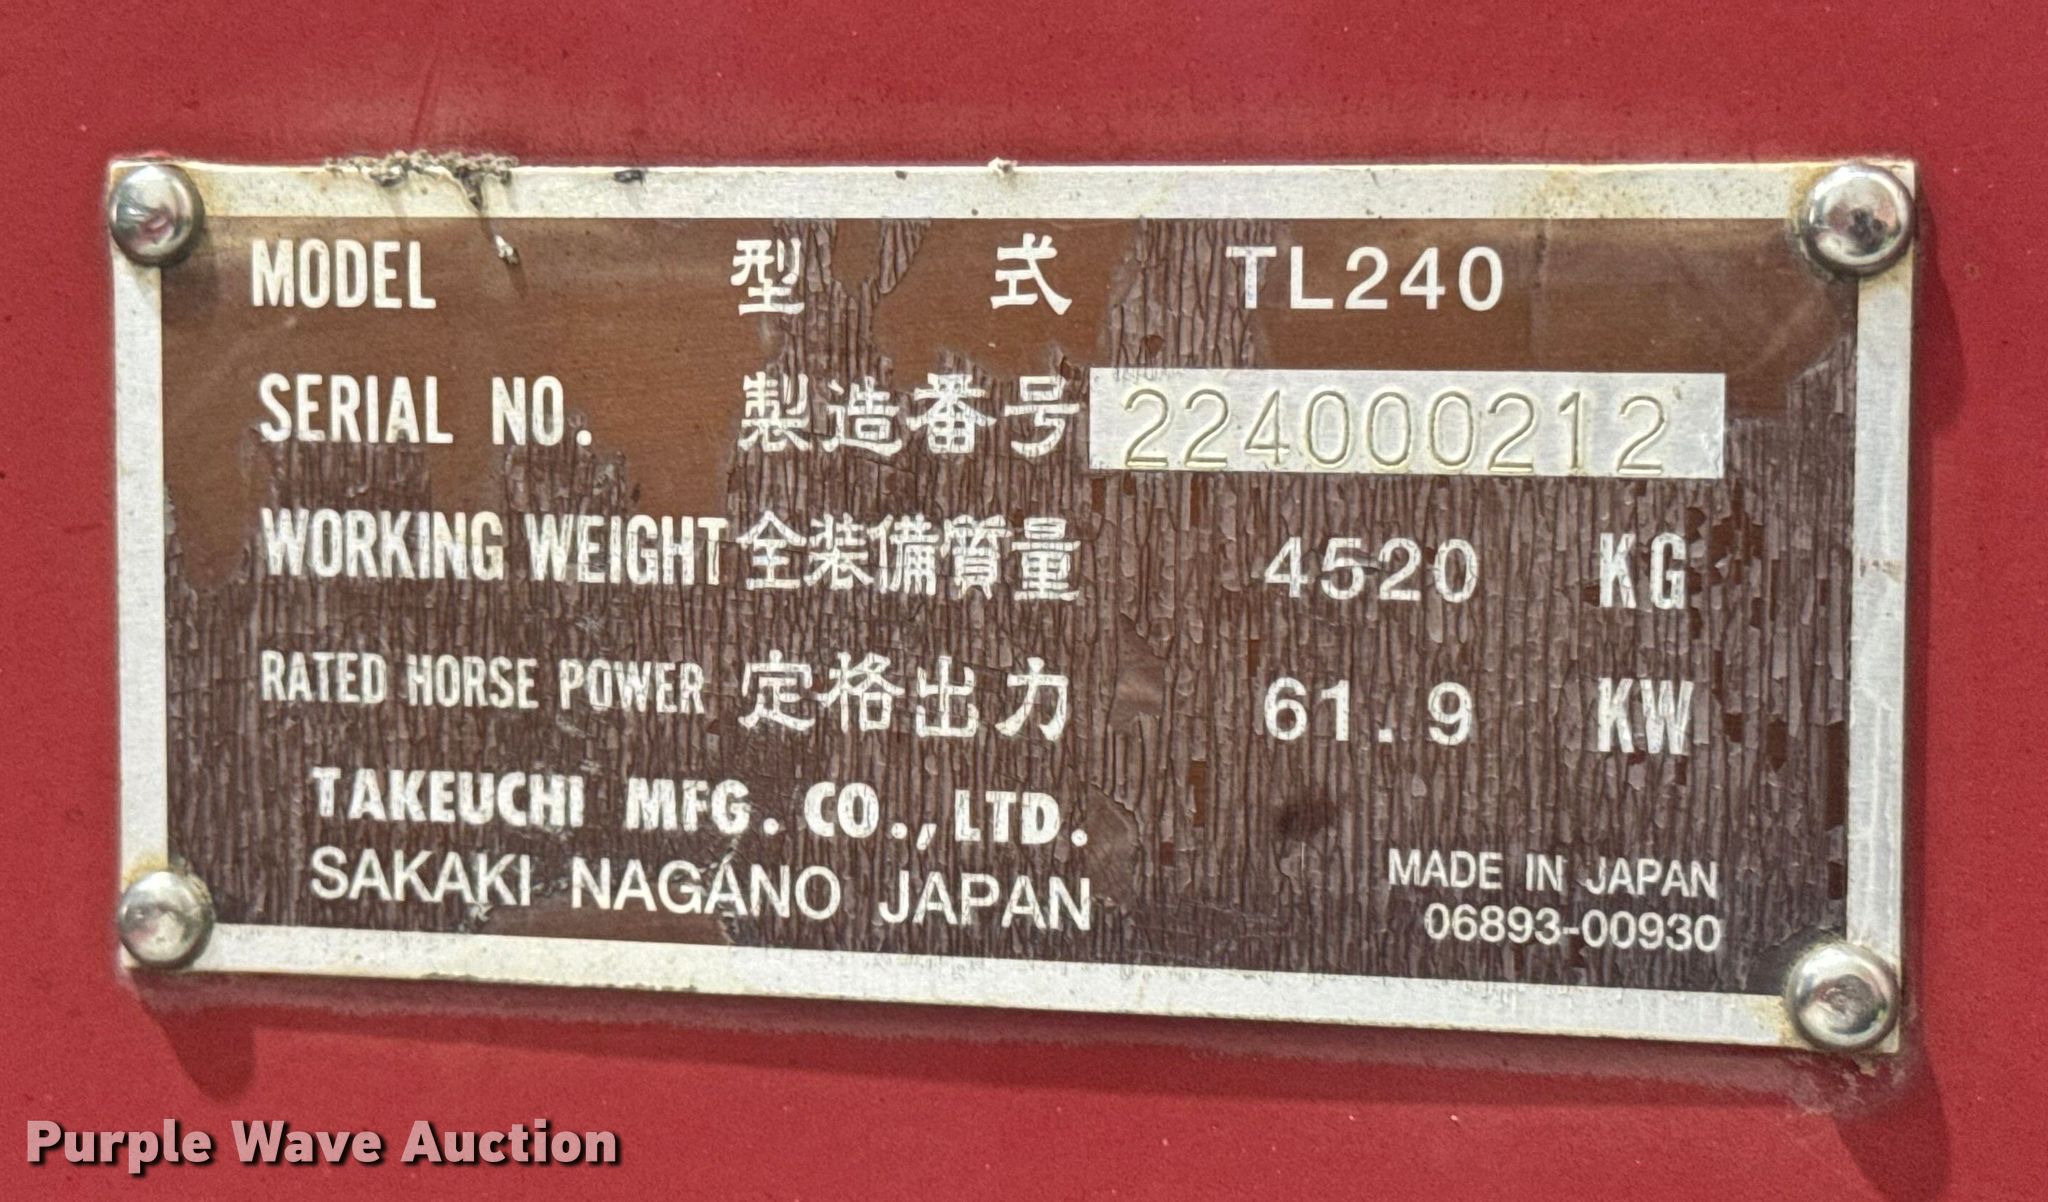 MODEL 型 式 TL240
SERIAL NO. 製造番号 224000212
WORKING WEIGHT 全装備質量 4520 KG
RATED HORSE POWER 定格出力 61.9 KW
TAKEUCHI MFG. CO., LTD.
SAKAKI NAGANO JAPAN
MADE IN JAPAN
06893-00930
Purple Wave Auction